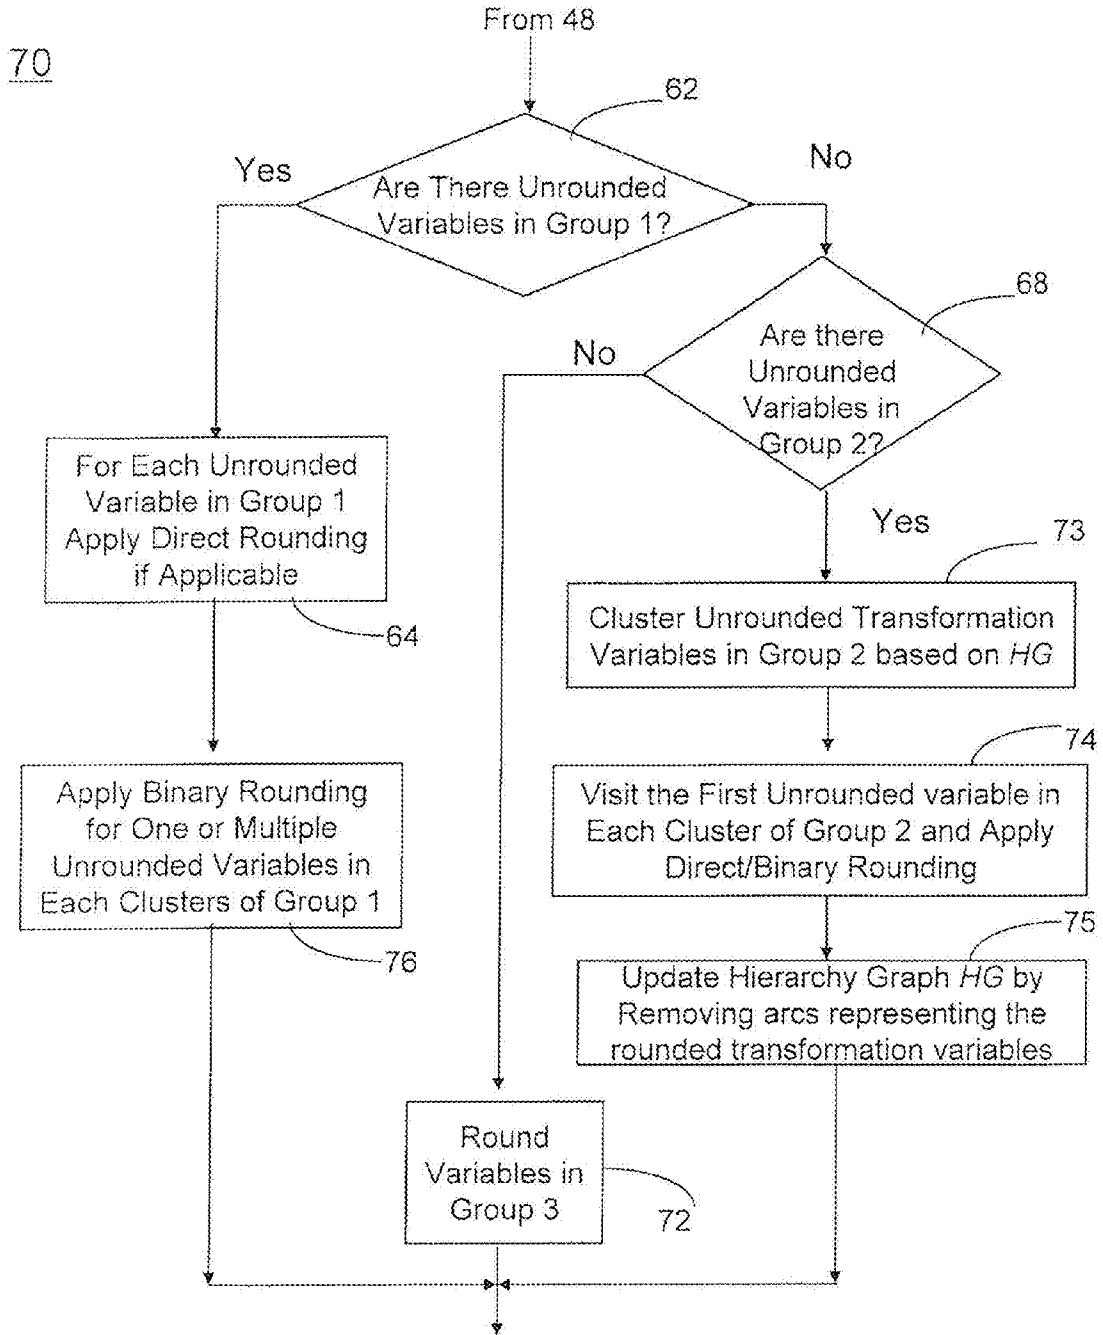 From 48
70
62
Yes
No
Are There Unrounded
Variables in Group 1?
68
No
Are there
Unrounded
Variables in
Group 2?
Yes
For Each Unrounded
Variable in Group 1
Apply Direct Rounding
if Applicable
64
73
Cluster Unrounded Transformation
Variables in Group 2 based on HG
74
Visit the First Unrounded variable in
Each Cluster of Group 2 and Apply
Direct/Binary Rounding
Apply Binary Rounding
for One or Multiple
Unrounded Variables in
Each Clusters of Group 1
76
75
Update Hierarchy Graph HG by
Removing arcs representing the
rounded transformation variables
Round
Variables in
Group 3
72